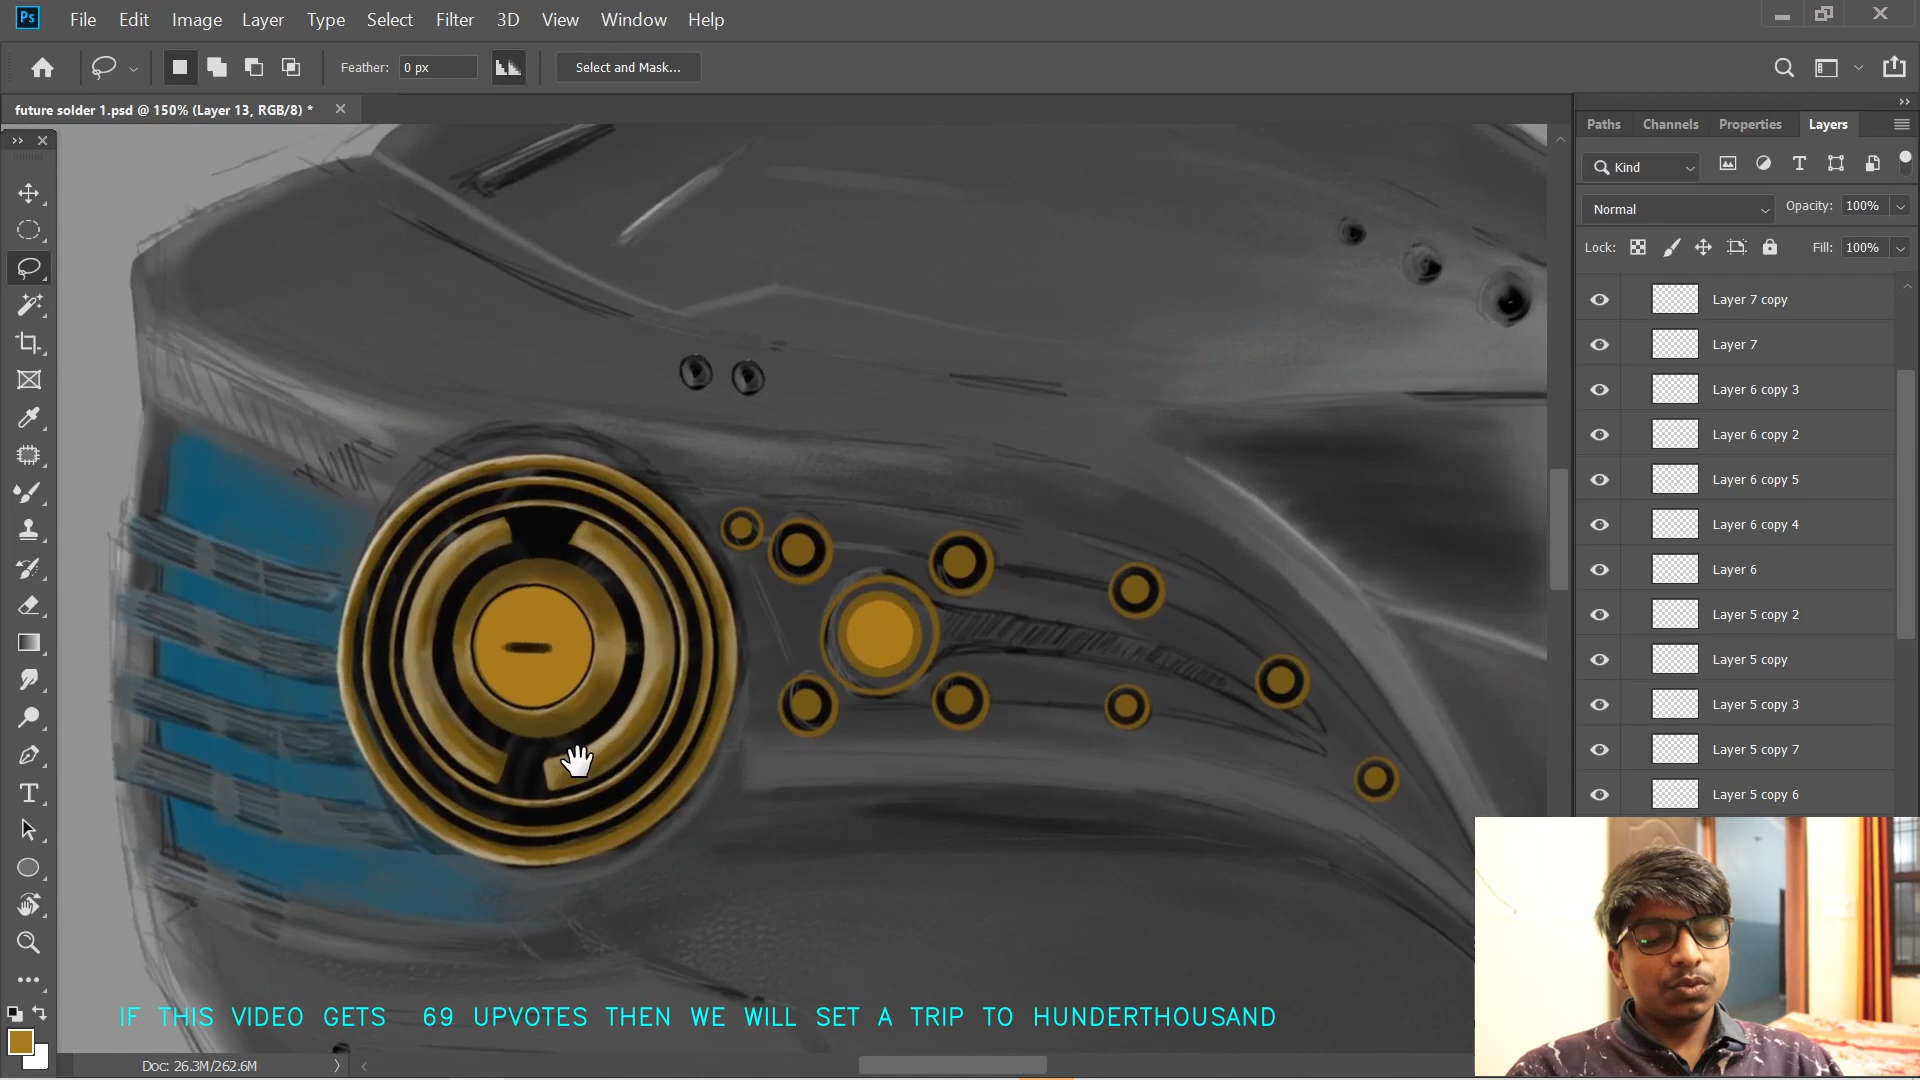 Ps File Edit Image Layer Type Select Filter 3D View Window Help
Feather: 0 px Select and Mask...
future solder 1.psd @ 150% (Layer 13, RGB/8) *
Paths Channels Properties Layers
Kind
Normal Opacity: 100%
Lock: Fill: 100%
Layer 7 copy
Layer 7
Layer 6 copy 3
Layer 6 copy 2
Layer 6 copy 5
Layer 6 copy 4
Layer 6
Layer 5 copy 2
Layer 5 copy
Layer 5 copy 3
Layer 5 copy 7
Layer 5 copy 6
IF THIS VIDEO GETS 69 UPVOTES THEN WE WILL SET A TRIP TO HUNDERTHOUSAND
Doc: 26.3M/262.6M